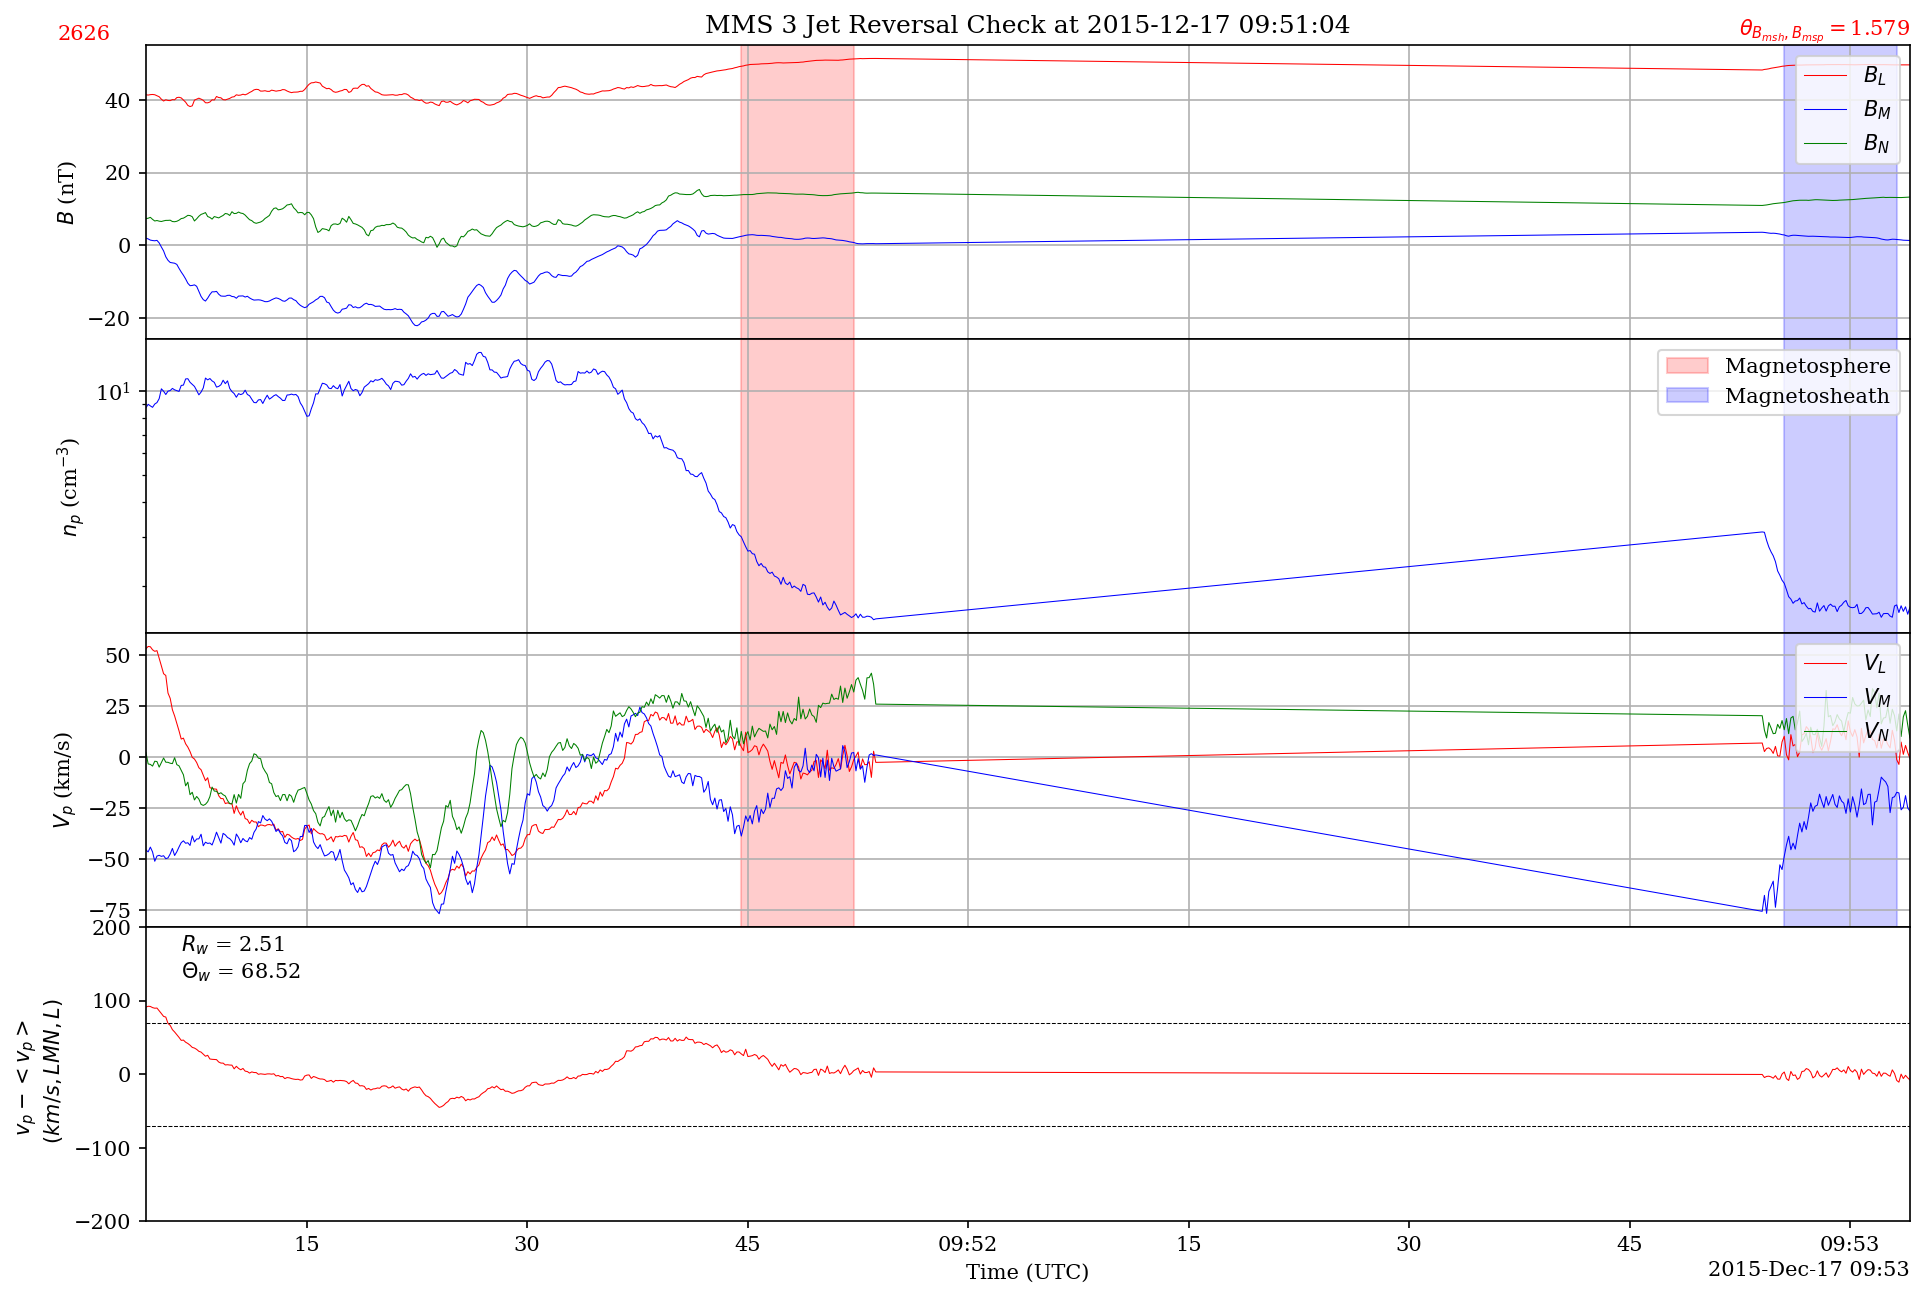 2626
MMS 3 Jet Reversal Check at 2015-12-17 09:51:04
θ_{B_{msh}, B_{msp}} = 1.579
40
20
0
−20
B (nT)
B_L
B_M
B_N
10^1
n_p (cm^{−3})
Magnetosphere
Magnetosheath
50
25
0
−25
−50
−75
V_p (km/s)
V_L
V_M
V_N
200
100
0
−100
−200
v_p − < v_p >
(km/s, LMN, L)
R_w = 2.51
Θ_w = 68.52
15 30 45 09:52 15 30 45 09:53
Time (UTC)
2015-Dec-17 09:53